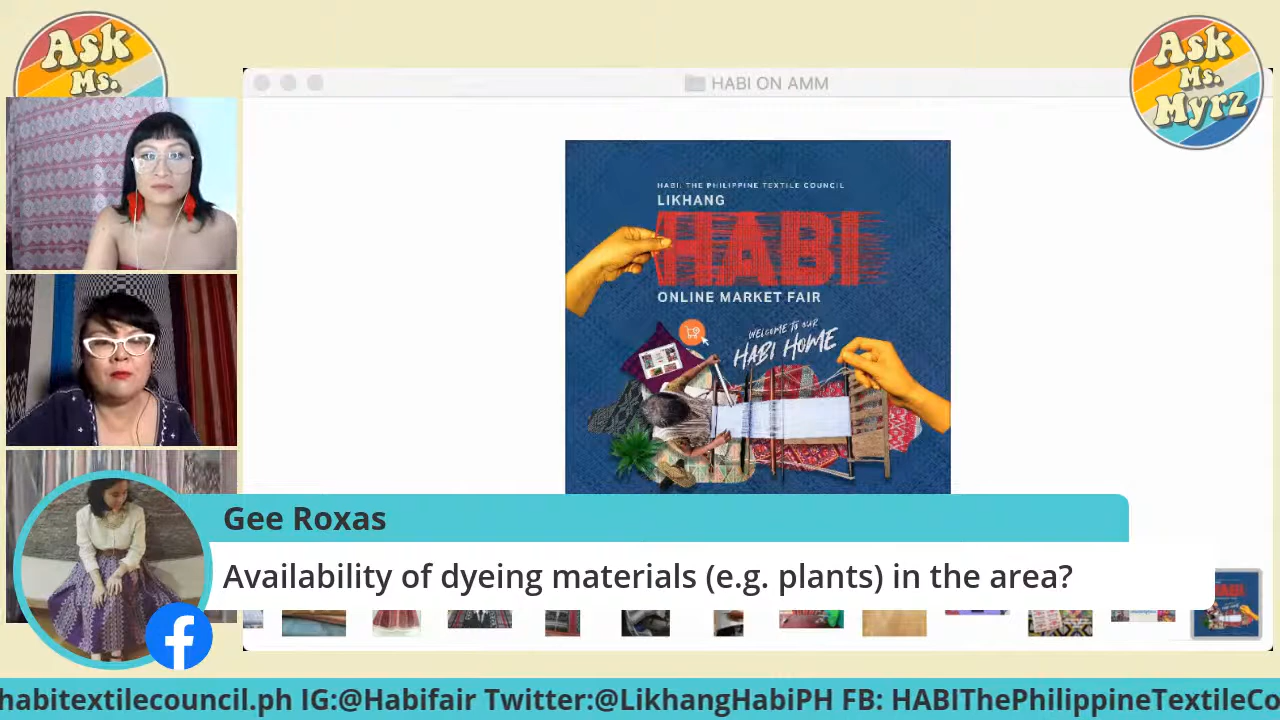 Ask
Ms.
HABI ON AMM
Ask
Ms.
Myrz
HABI: THE PHILIPPINE TEXTILE COUNCIL
LIKHANG
HABI
ONLINE MARKET FAIR
WELCOME TO OUR
HABI HOME
Gee Roxas
Availability of dyeing materials (e.g. plants) in the area?
habitextilecouncil.ph IG:@Habifair Twitter:@LikhangHabiPH FB: HABIThePhilippineTextileCo